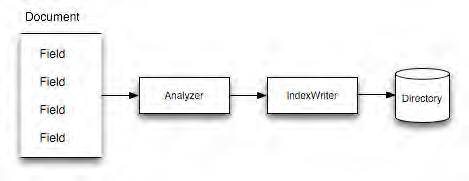 Document
Field
Field
Field
Field
Analyzer
IndexWriter
Directory